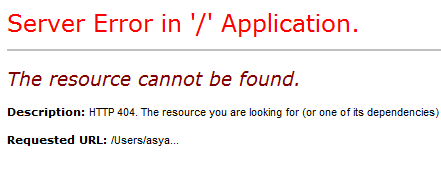 Server Error in '/' Application.
The resource cannot be found.
Description: HTTP 404. The resource you are looking for (or one of its dependencies)
Requested URL: /Users/asya...